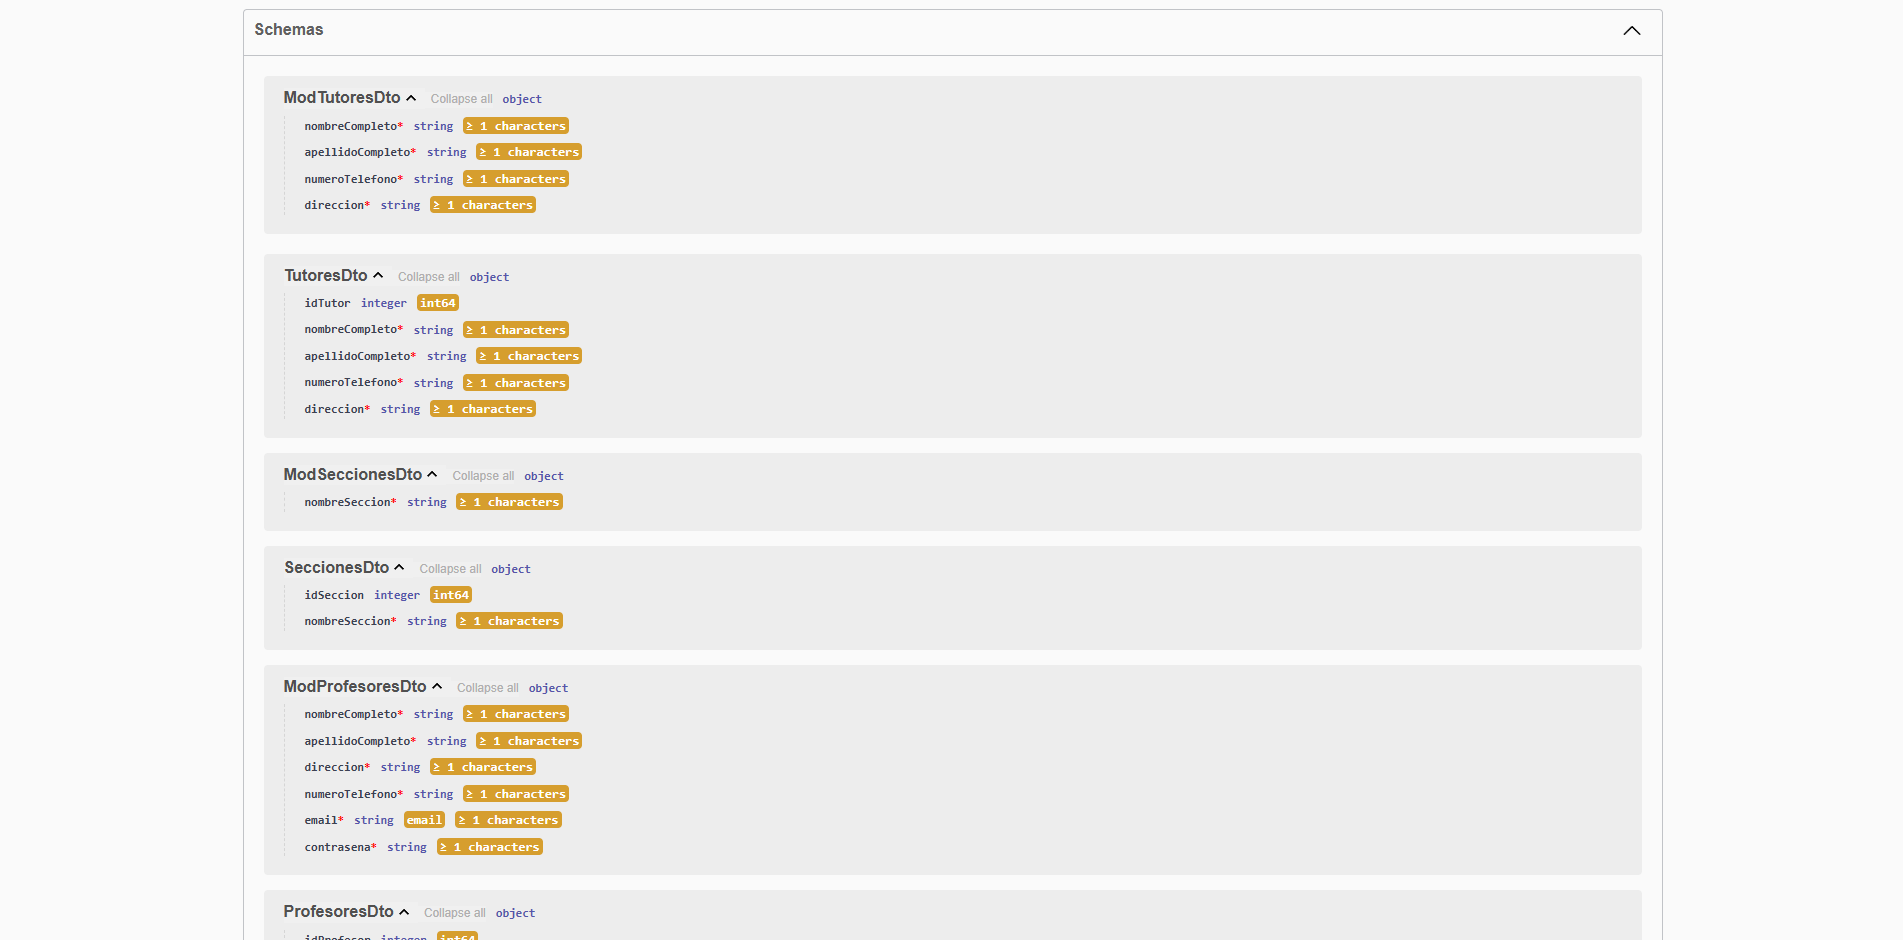 Schemas
ModTutoresDto Collapse all object
nombreCompleto* string ≥ 1 characters
apellidoCompleto* string ≥ 1 characters
numeroTelefono* string ≥ 1 characters
direccion* string ≥ 1 characters
TutoresDto Collapse all object
idTutor integer int64
nombreCompleto* string ≥ 1 characters
apellidoCompleto* string ≥ 1 characters
numeroTelefono* string ≥ 1 characters
direccion* string ≥ 1 characters
ModSeccionesDto Collapse all object
nombreSeccion* string ≥ 1 characters
SeccionesDto Collapse all object
idSeccion integer int64
nombreSeccion* string ≥ 1 characters
ModProfesoresDto Collapse all object
nombreCompleto* string ≥ 1 characters
apellidoCompleto* string ≥ 1 characters
direccion* string ≥ 1 characters
numeroTelefono* string ≥ 1 characters
email* string email ≥ 1 characters
contrasena* string ≥ 1 characters
ProfesoresDto Collapse all object
idProfesor integer int64